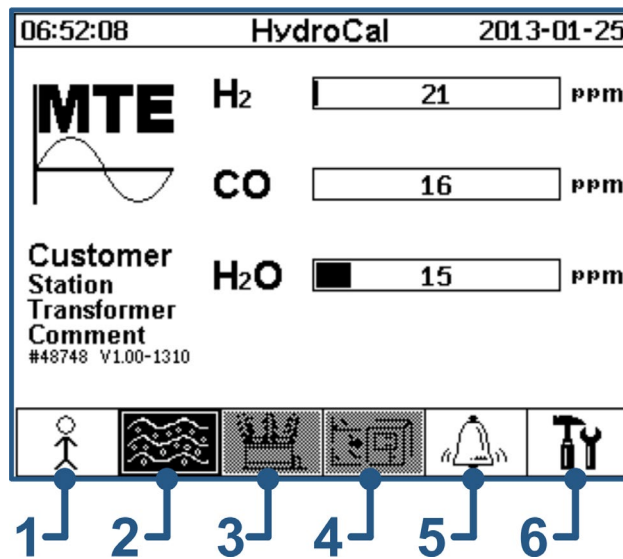 06:52:08 HydroCal 2013-01-25
MTE
H₂ 21 ppm
CO 16 ppm
H₂O 15 ppm
Customer
Station
Transformer
Comment
#48748 V1.00-1310
1 2 3 4 5 6